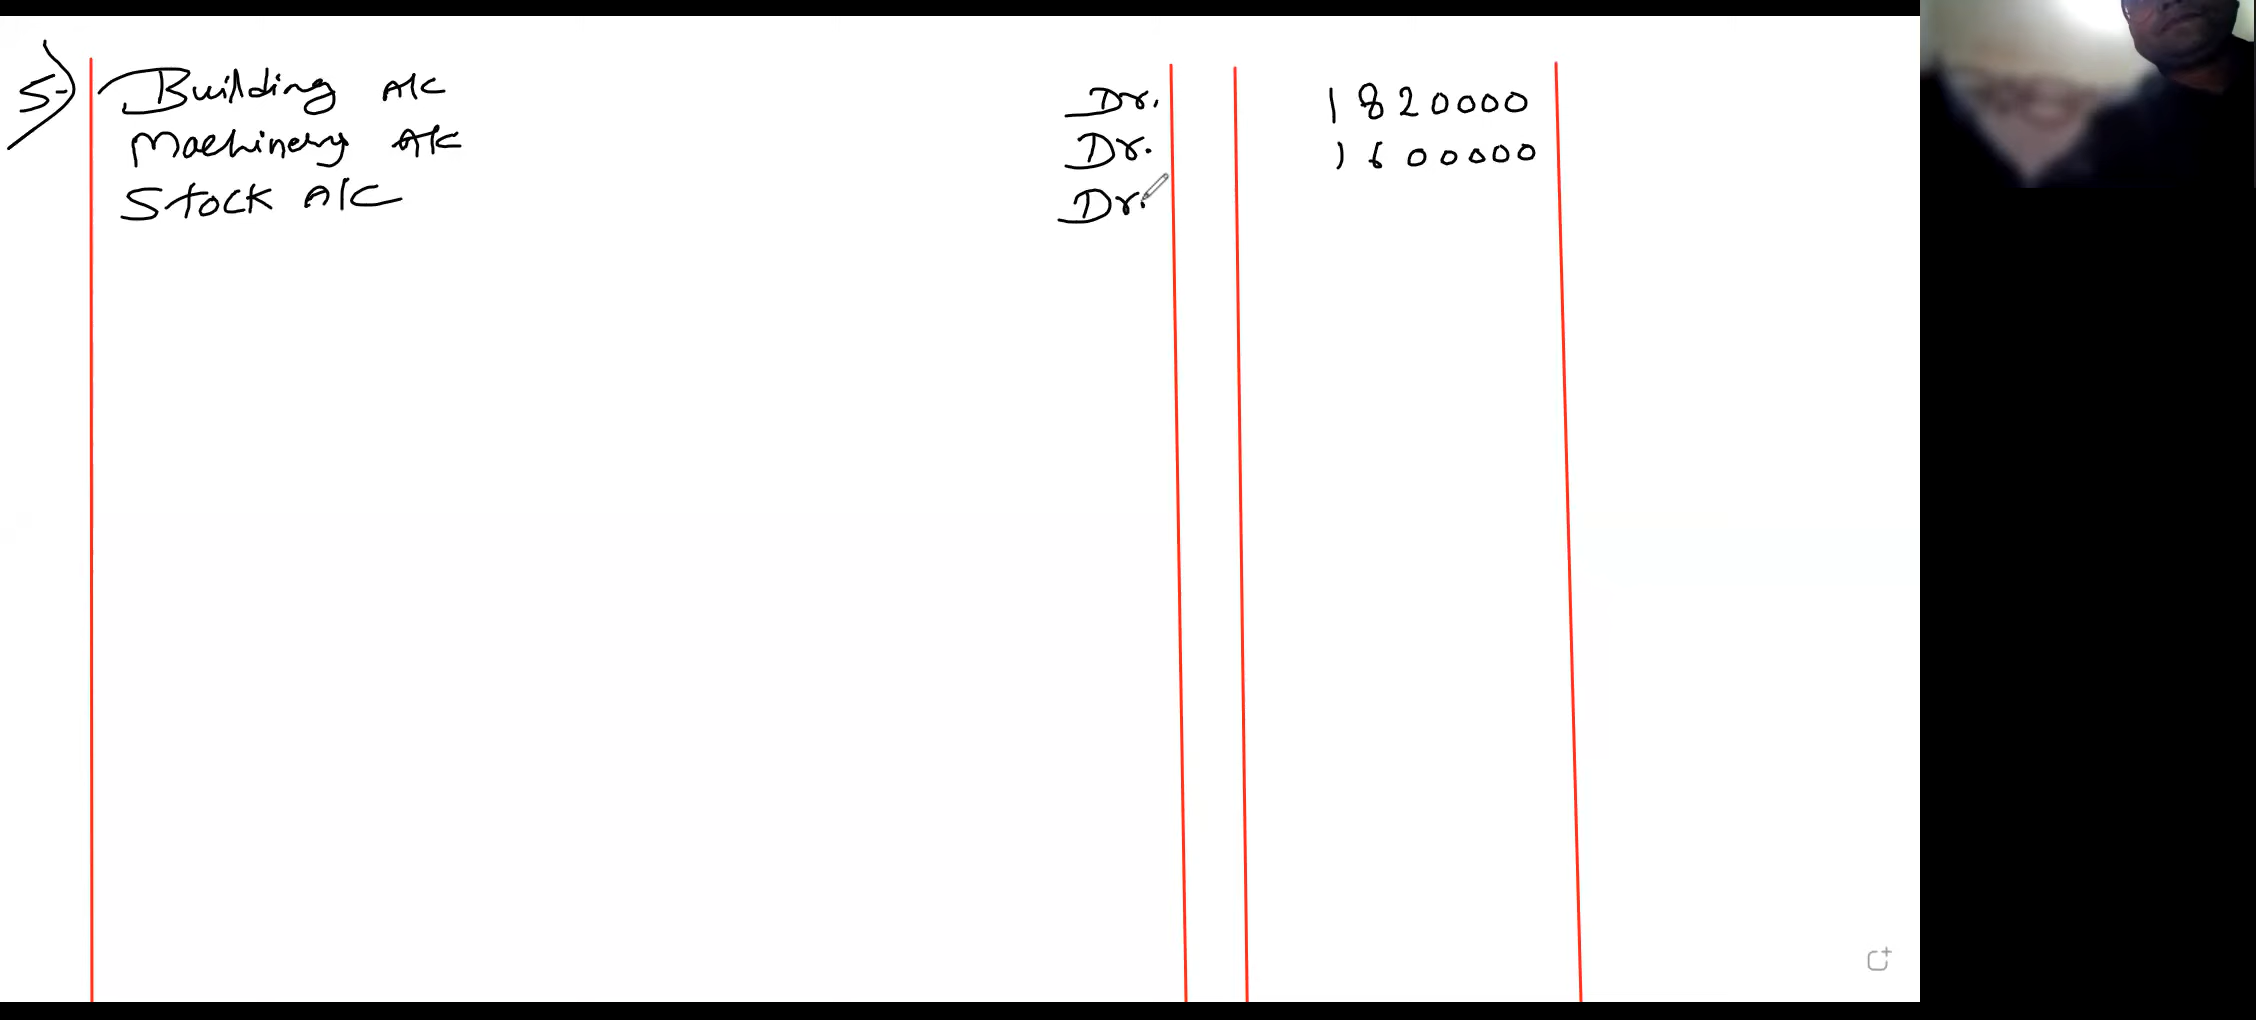 5) Building A/C Dr. 1820000
Machinery A/C Dr. 1600000
Stock A/C Dr.